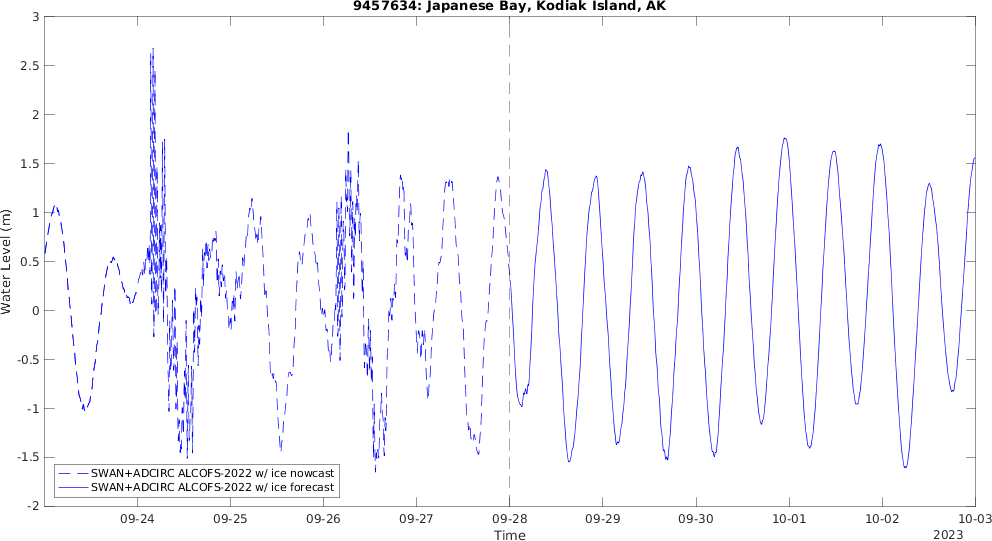 9457634: Japanese Bay, Kodiak Island, AK
3
2.5
2
1.5
1
0.5
0
-0.5
-1
-1.5
-2
Water Level (m)
SWAN+ADCIRC ALCOFS-2022 w/ ice nowcast
SWAN+ADCIRC ALCOFS-2022 w/ ice forecast
09-24 09-25 09-26 09-27 09-28 09-29 09-30 10-01 10-02 10-03
Time
2023